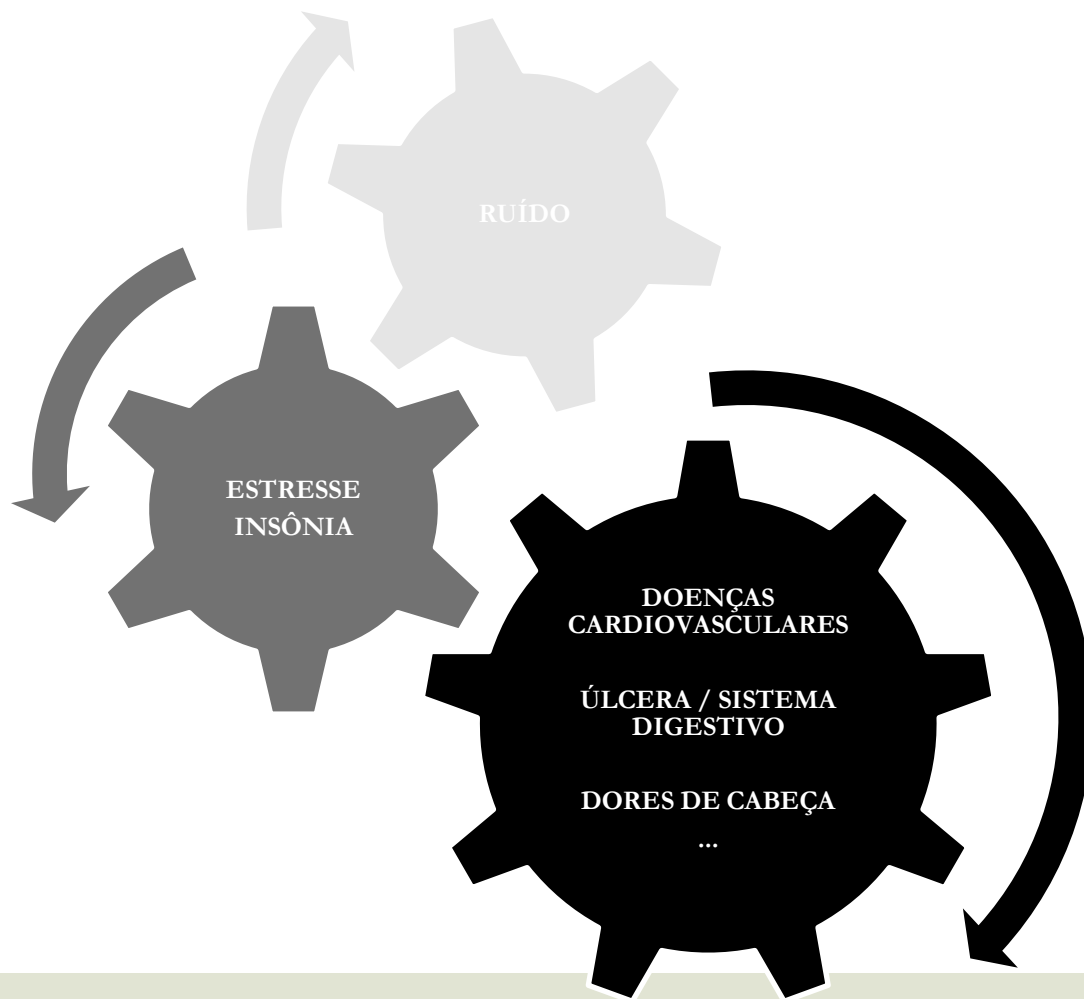 RUÍDO
ESTRESSE
INSÔNIA
DOENÇAS
CARDIOVASCULARES
ÚLCERA / SISTEMA
DIGESTIVO
DORES DE CABEÇA
...